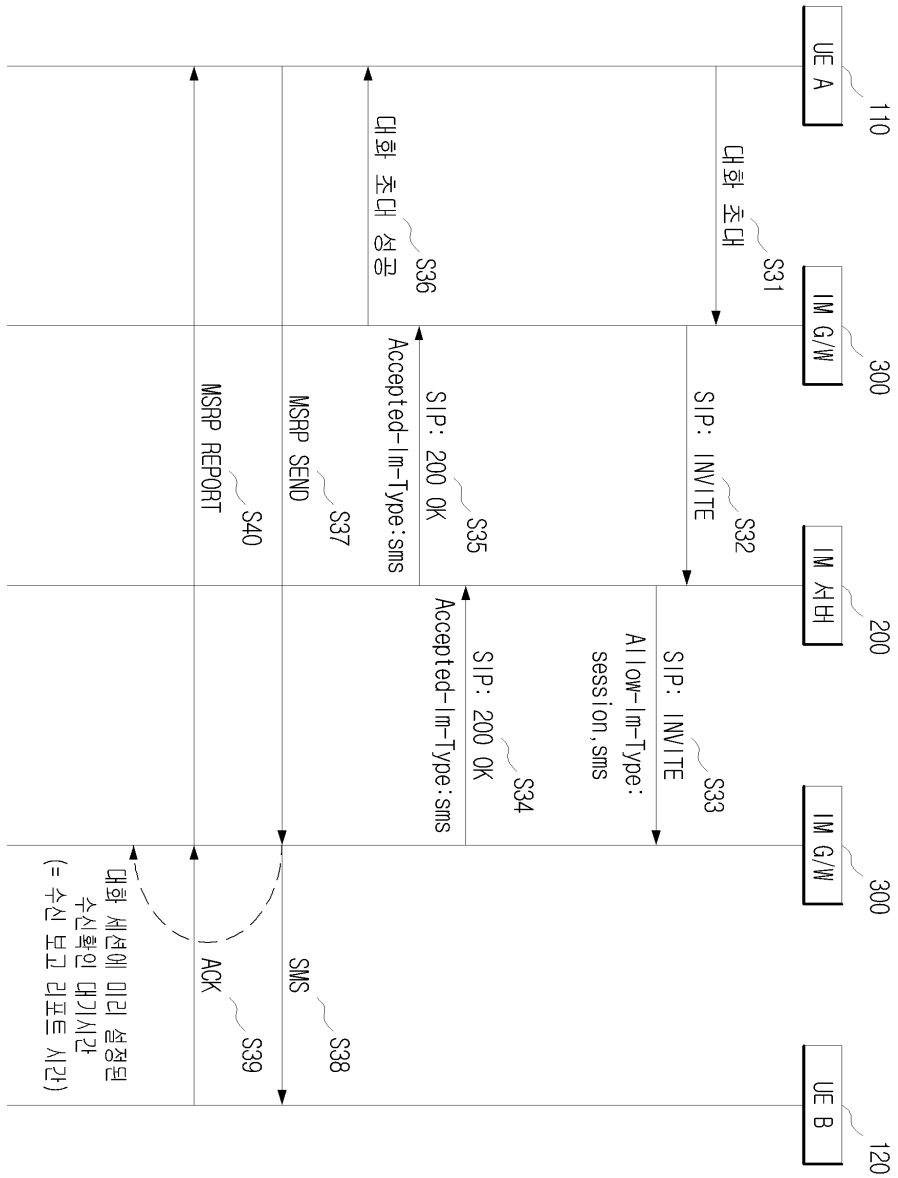 UE A
110
IM G/W
300
IM 서버
200
IM G/W
300
UE B
120
대화 초대
S31
SIP: INVITE
S32
SIP: INVITE
Allow-Im-Type:
session,sms
S33
SIP: 200 OK
Accepted-Im-Type:sms
S34
SIP: 200 OK
Accepted-Im-Type:sms
S35
대화 초대 성공
S36
MSRP SEND
S37
SMS
S38
ACK
S39
MSRP REPORT
S40
대화 세션에 미리 설정된
수신확인 대기시간
(= 수신 보고 리포트 시간)